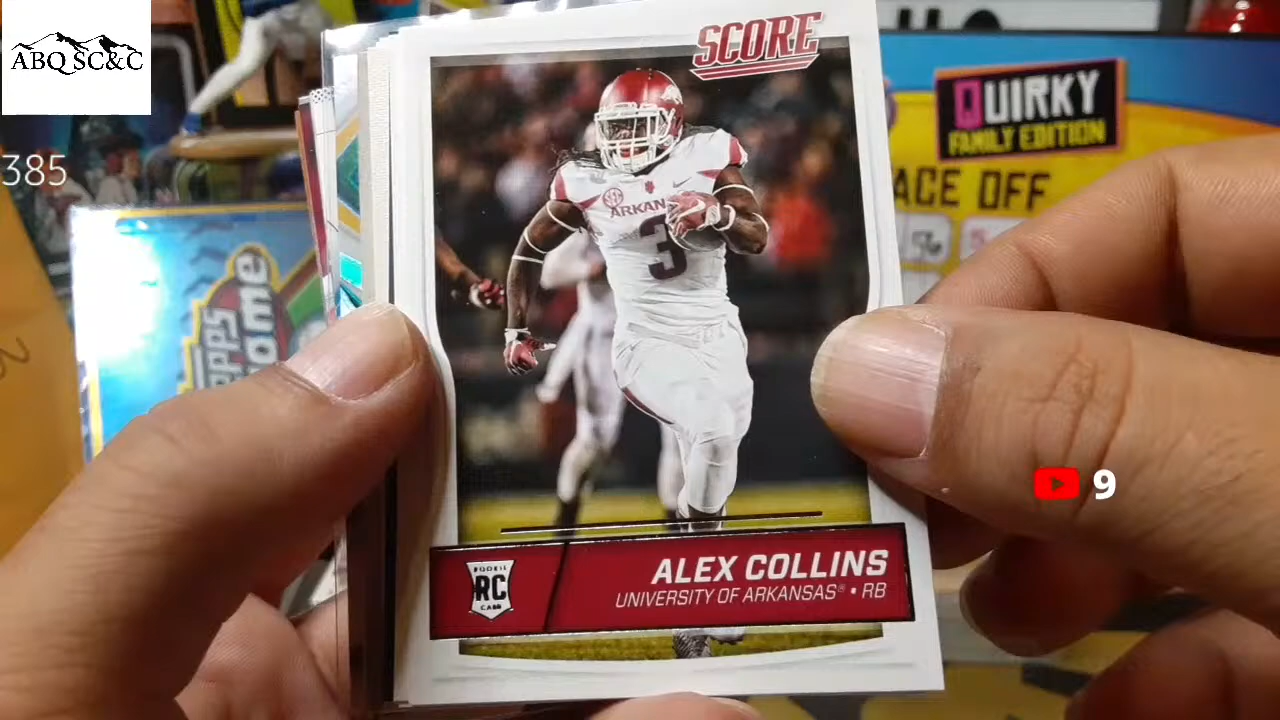 ABQ SC&C
385
SCORE
QUIRKY
FAMILY EDITION
ACE OFF
ARKAN
3
ROOKIE
RC
CARD
ALEX COLLINS
UNIVERSITY OF ARKANSAS® • RB
9